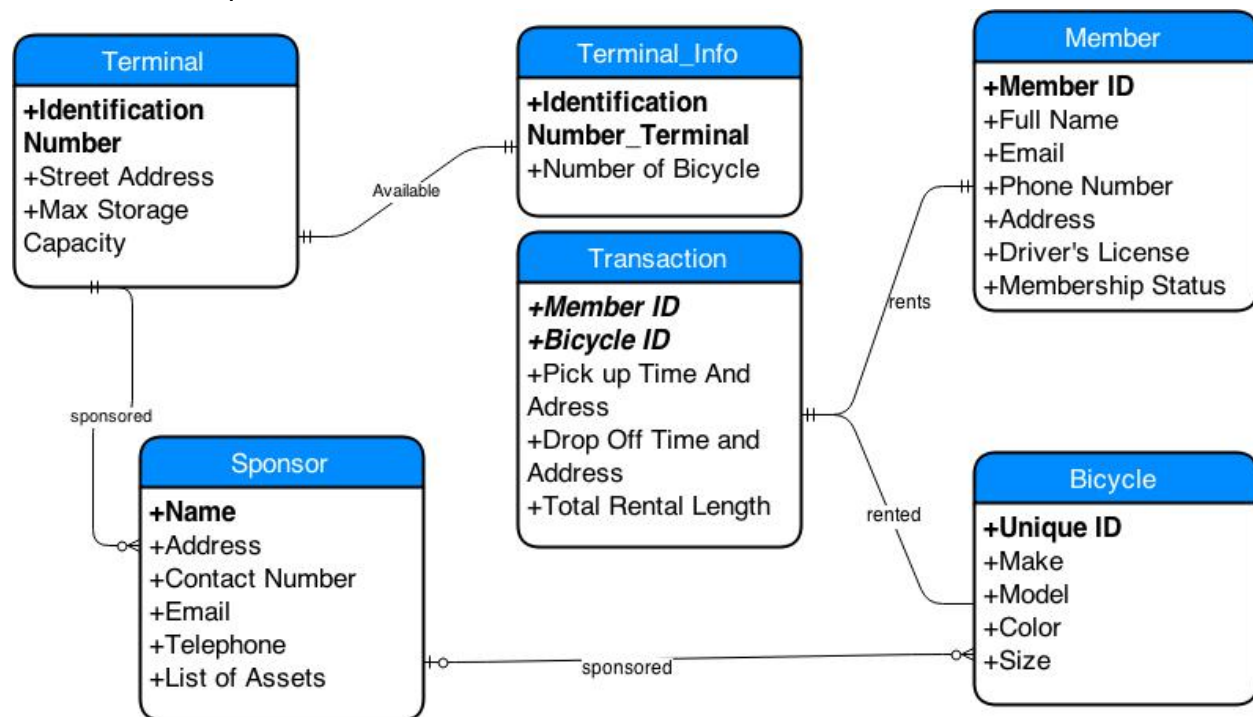 Terminal
+Identification
Number
+Street Address
+Max Storage
Capacity
Terminal_Info
+Identification
Number_Terminal
+Number of Bicycle
Member
+Member ID
+Full Name
+Email
+Phone Number
+Address
+Driver's License
+Membership Status
Available
Transaction
+Member ID
+Bicycle ID
+Pick up Time And
Adress
+Drop Off Time and
Address
+Total Rental Length
rents
rented
sponsored
Sponsor
+Name
+Address
+Contact Number
+Email
+Telephone
+List of Assets
Bicycle
+Unique ID
+Make
+Model
+Color
+Size
sponsored